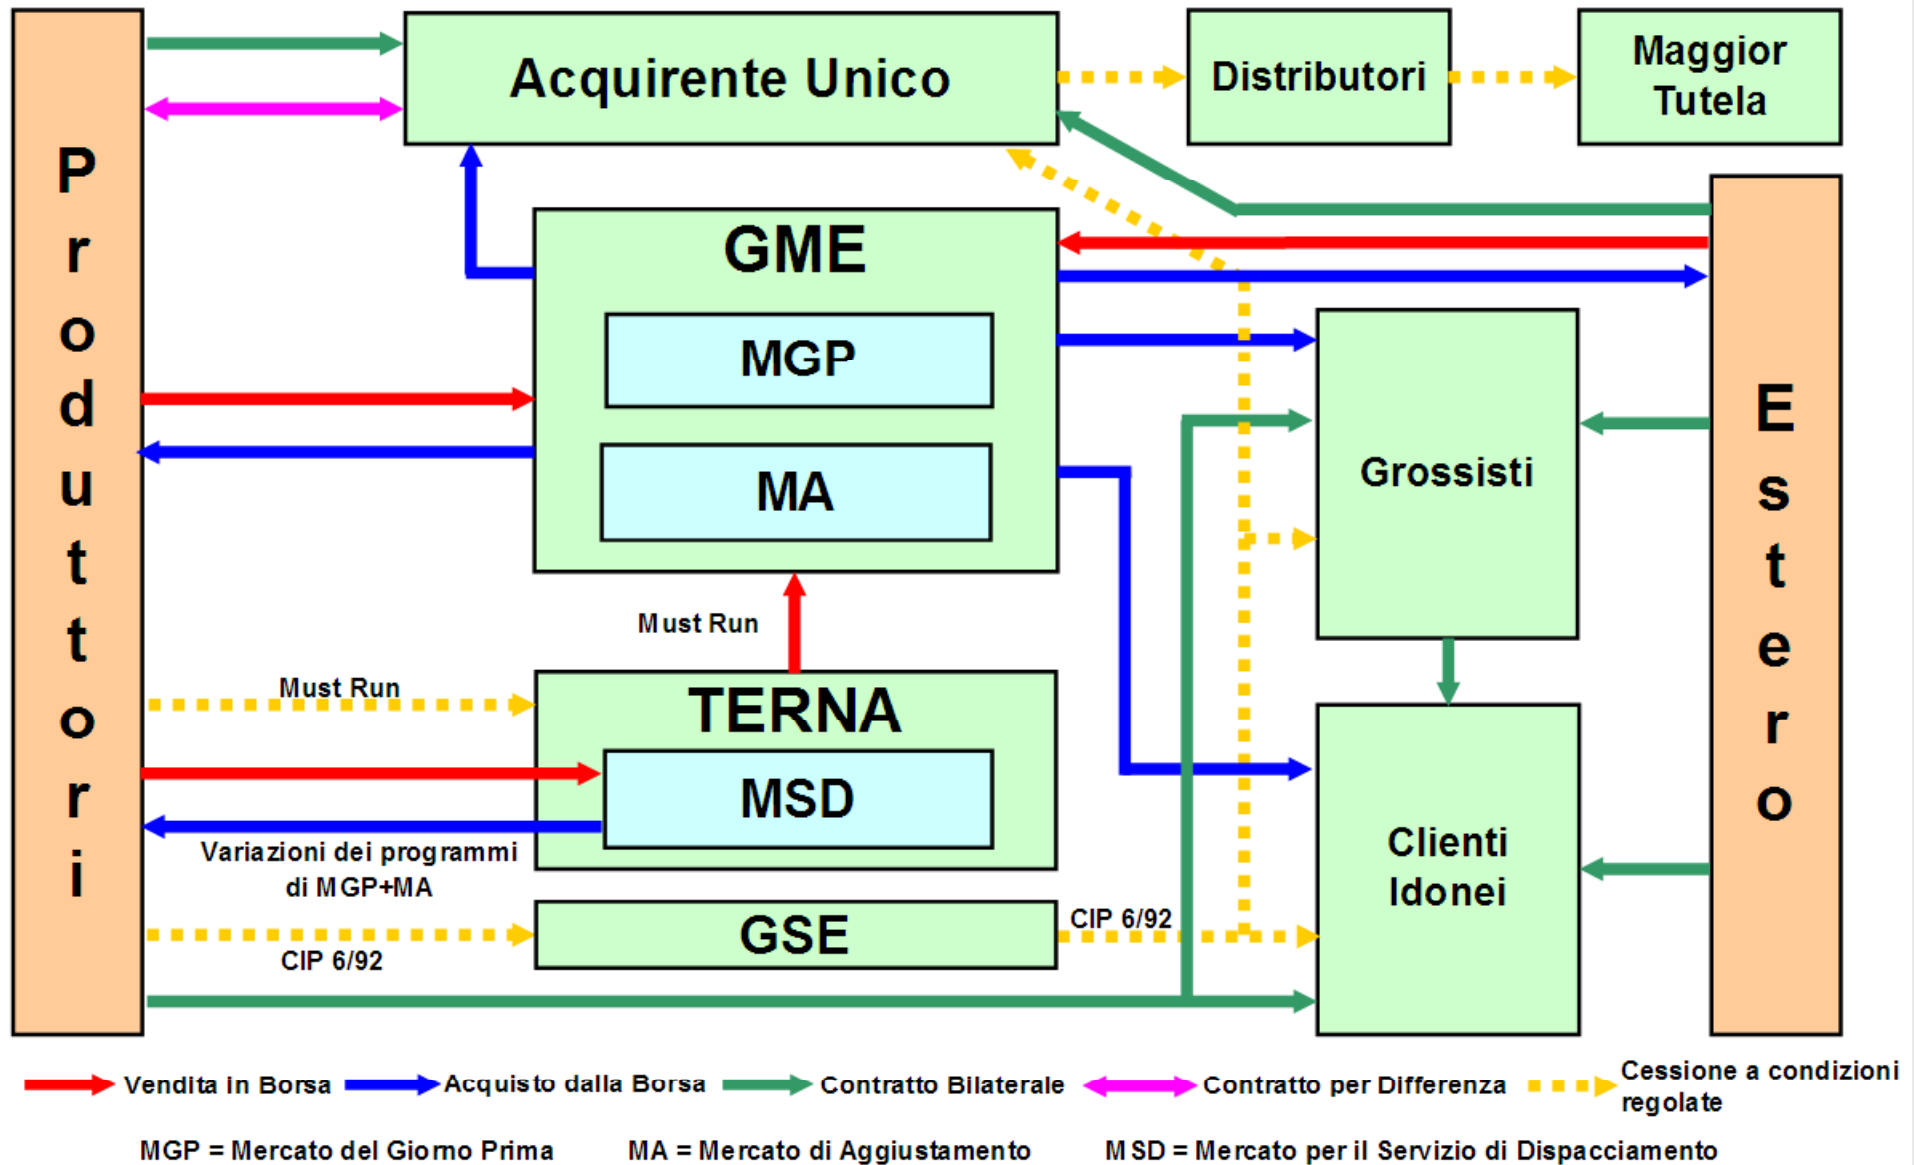 Produttori
Acquirente Unico
Distributori
Maggior
Tutela
GME
MGP
MA
Must Run
Must Run
TERNA
MSD
Variazioni dei programmi
di MGP+MA
GSE
CIP 6/92
CIP 6/92
Grossisti
Clienti
Idonei
Estero
Vendita in Borsa
Acquisto dalla Borsa
Contratto Bilaterale
Contratto per Differenza
Cessione a condizioni
regolate
MGP = Mercato del Giorno Prima
MA = Mercato di Aggiustamento
MSD = Mercato per il Servizio di Dispacciamento